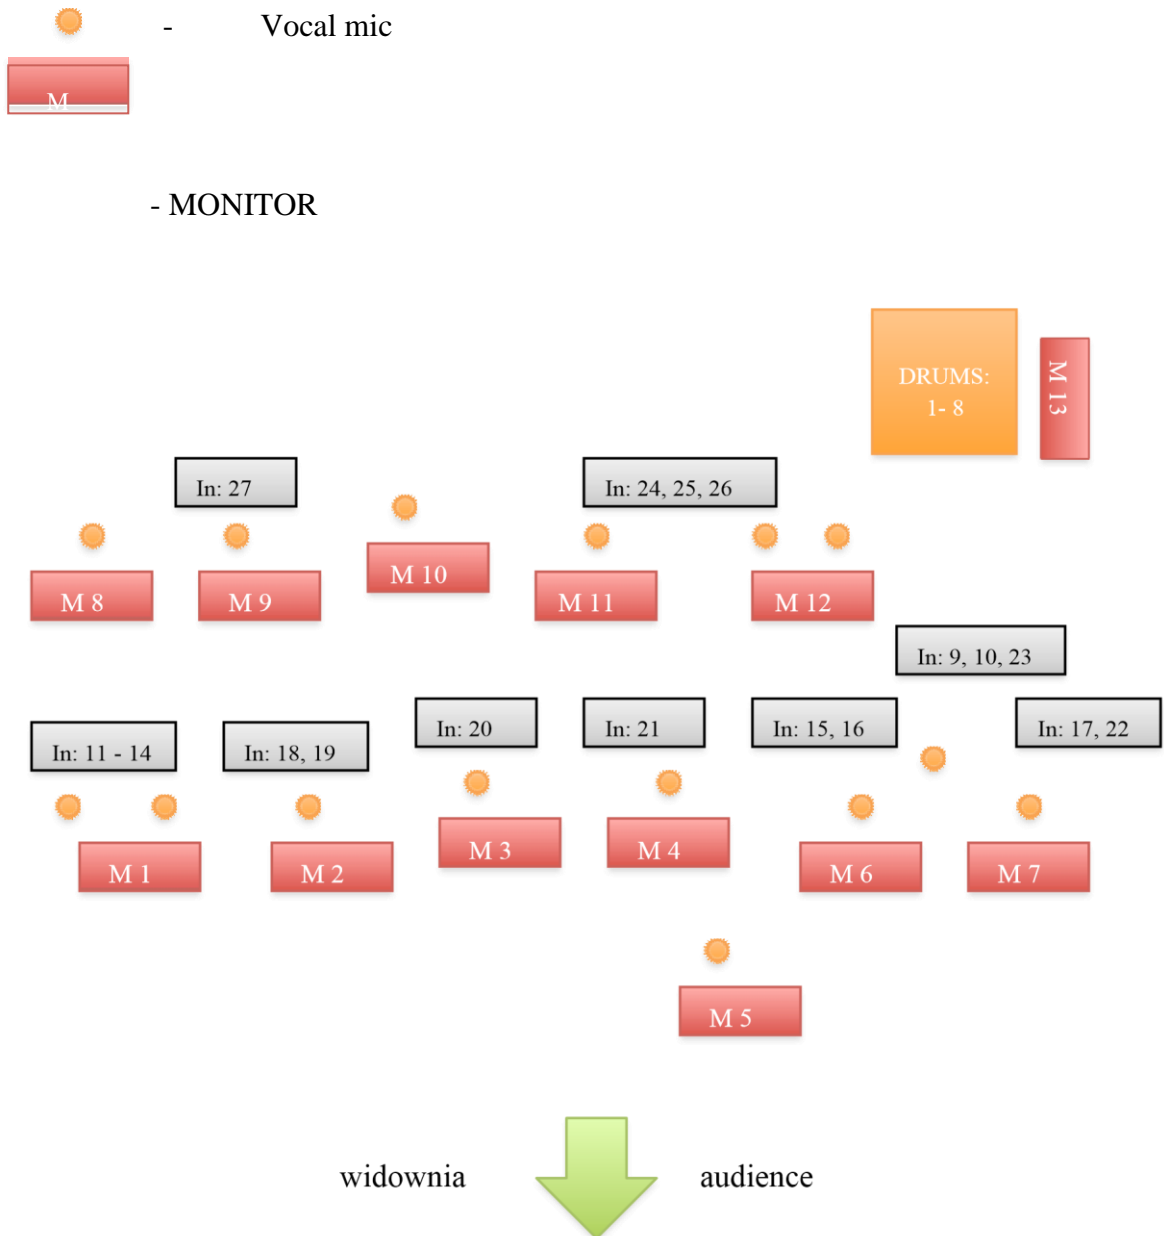 - Vocal mic
M
- MONITOR
DRUMS:
1- 8
M 13
In: 27
In: 24, 25, 26
M 8
M 9
M 10
M 11
M 12
In: 9, 10, 23
In: 11 - 14
In: 18, 19
In: 20
In: 21
In: 15, 16
In: 17, 22
M 1
M 2
M 3
M 4
M 6
M 7
M 5
widownia
audience